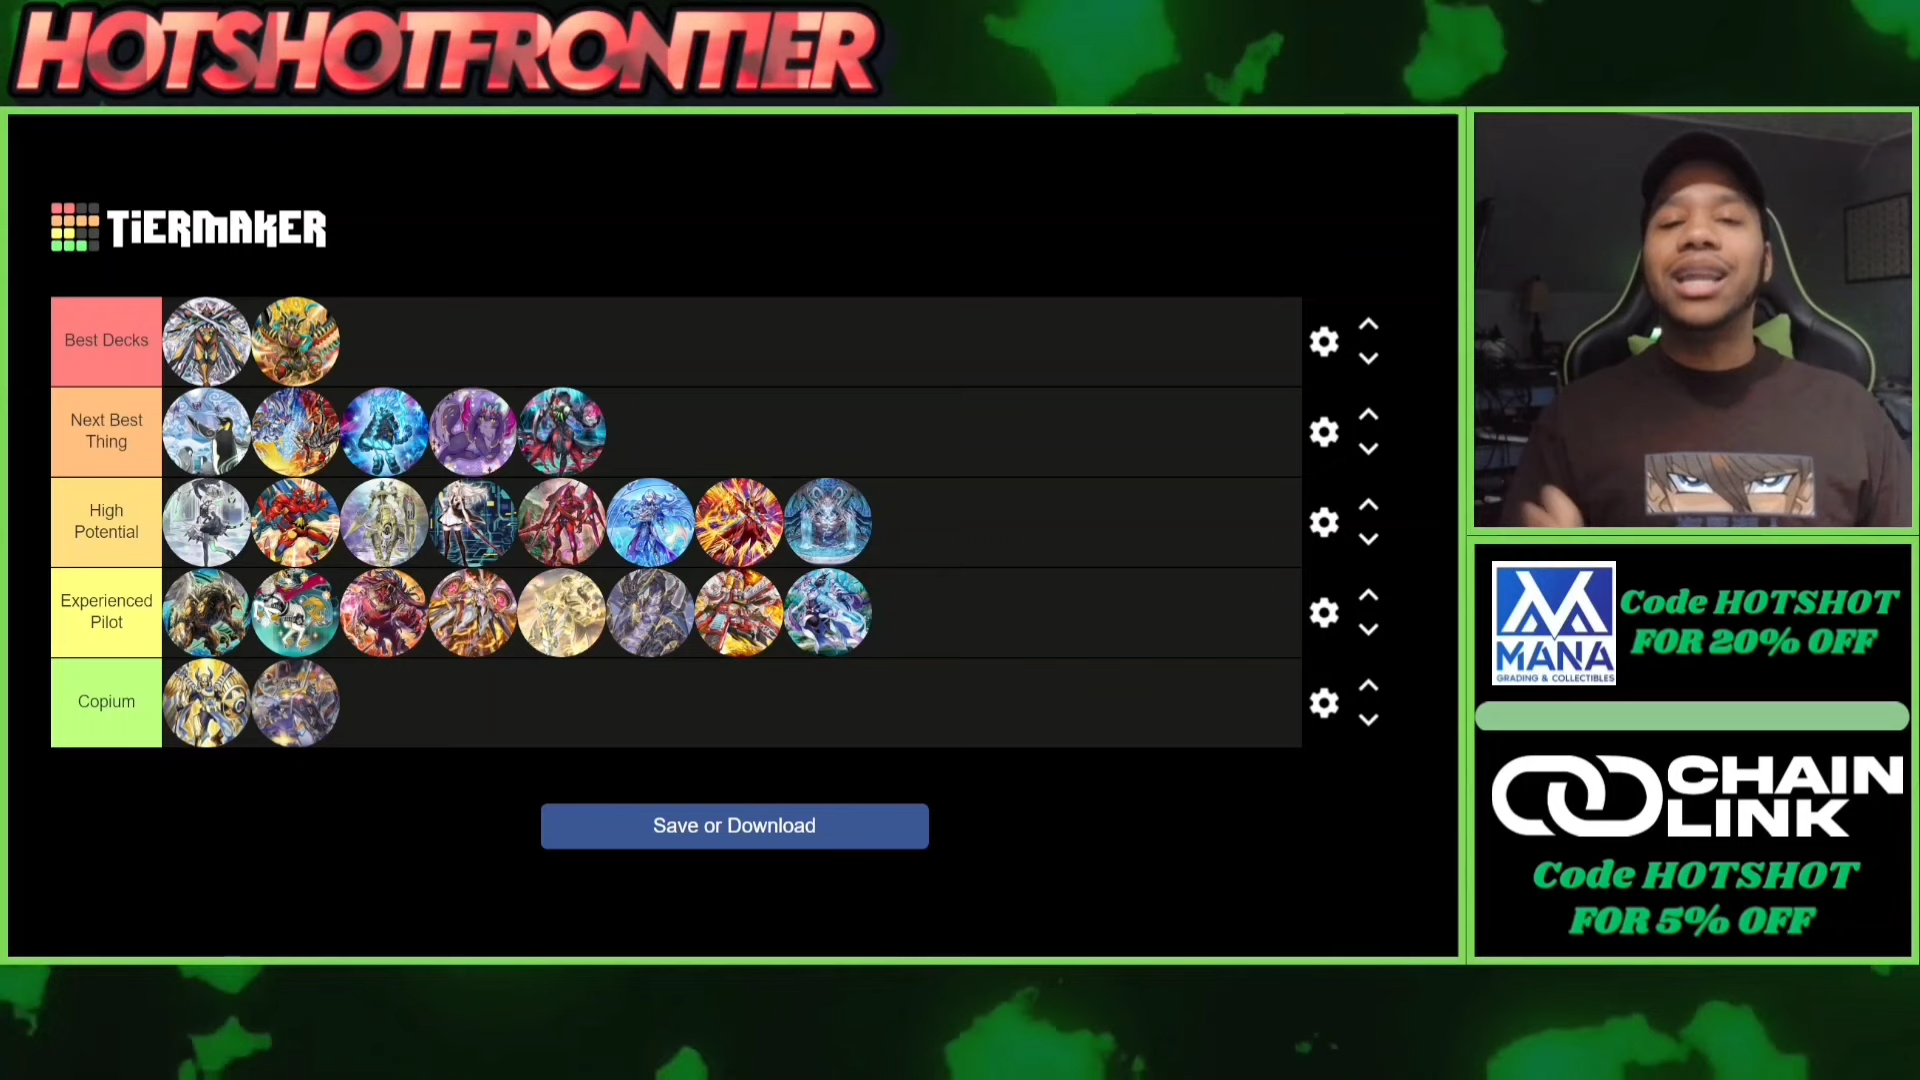 HOTSHOTFRONTIER
TiERMAKER
Best Decks
Next Best
Thing
High
Potential
Experienced
Pilot
Copium
Save or Download
MANA
GRADING & COLLECTIBLES
Code HOTSHOT
FOR 20% OFF
CHAIN
LINK
Code HOTSHOT
FOR 5% OFF